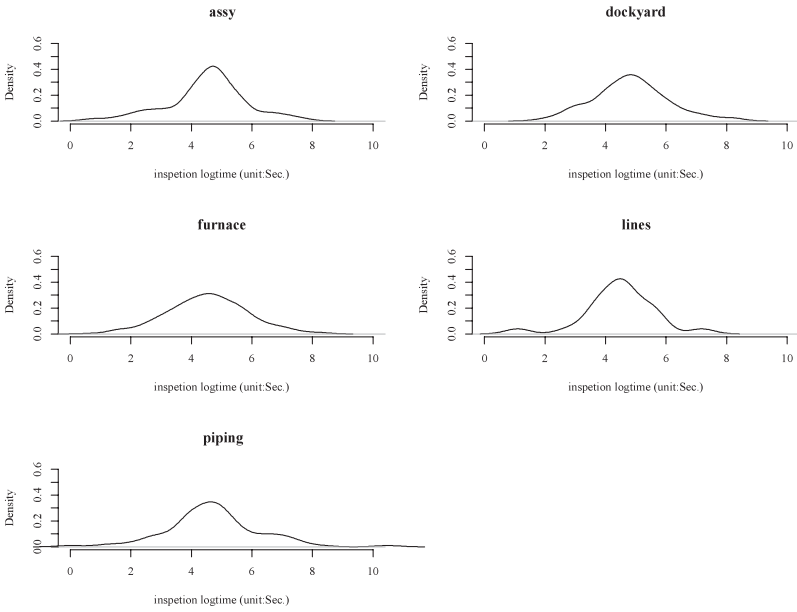 assy
Density
0.0 0.2 0.4 0.6
0 2 4 6 8 10
inspetion logtime (unit:Sec.)
dockyard
Density
0.0 0.2 0.4 0.6
0 2 4 6 8 10
inspetion logtime (unit:Sec.)
furnace
Density
0.0 0.2 0.4 0.6
0 2 4 6 8 10
inspetion logtime (unit:Sec.)
lines
Density
0.0 0.2 0.4 0.6
0 2 4 6 8 10
inspetion logtime (unit:Sec.)
piping
Density
0.0 0.2 0.4 0.6
0 2 4 6 8 10
inspetion logtime (unit:Sec.)